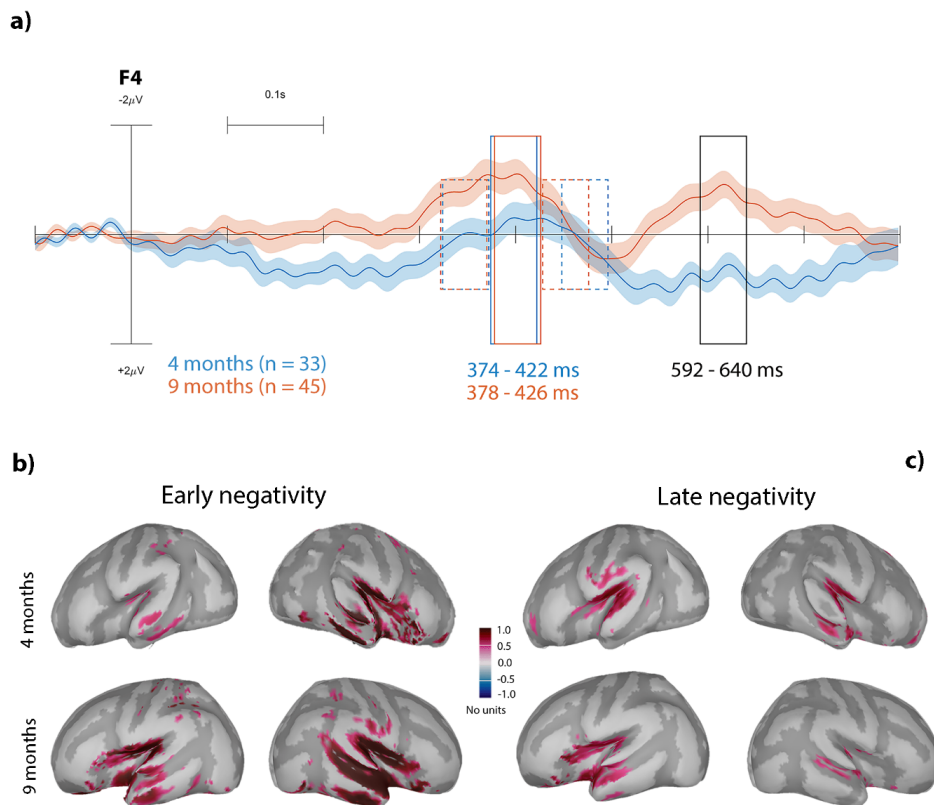 a)
F4
-2μV
0.1s
+2μV
4 months (n = 33)
9 months (n = 45)
374 - 422 ms
378 - 426 ms
592 - 640 ms
b)
c)
Early negativity
Late negativity
4 months
1.0
0.5
0.0
-0.5
-1.0
No units
9 months